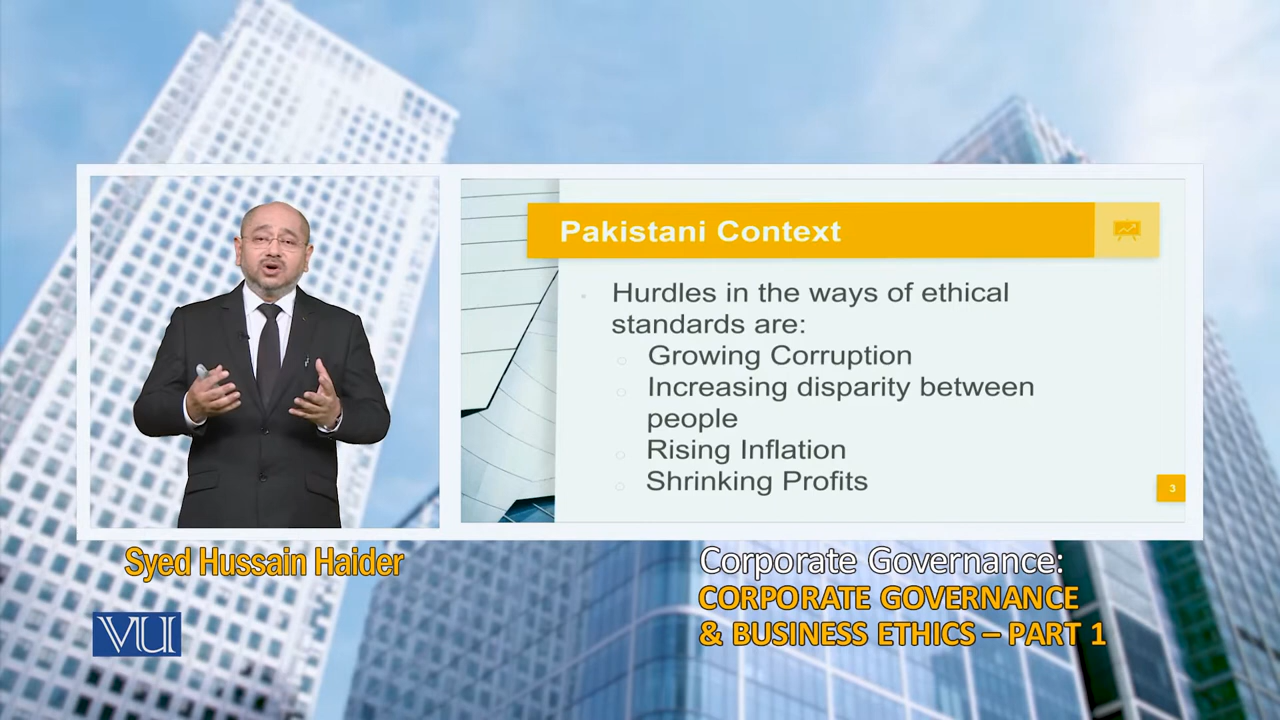 Pakistani Context
Hurdles in the ways of ethical
standards are:
Growing Corruption
Increasing disparity between
people
Rising Inflation
Shrinking Profits
3
Syed Hussain Haider
Corporate Governance:
CORPORATE GOVERNANCE
& BUSINESS ETHICS – PART 1
VU